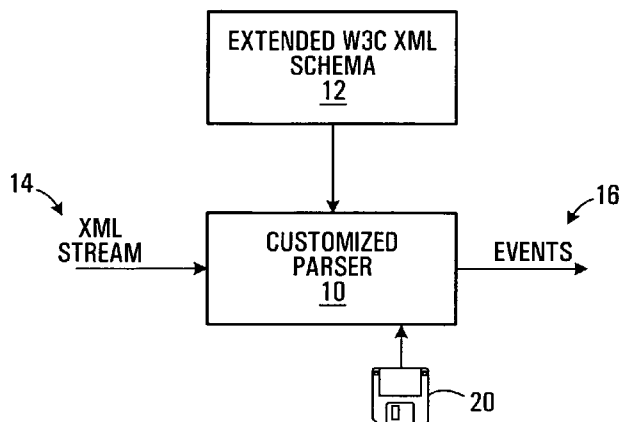 EXTENDED W3C XML
SCHEMA
12
14
XML
STREAM
CUSTOMIZED
PARSER
10
EVENTS
16
20